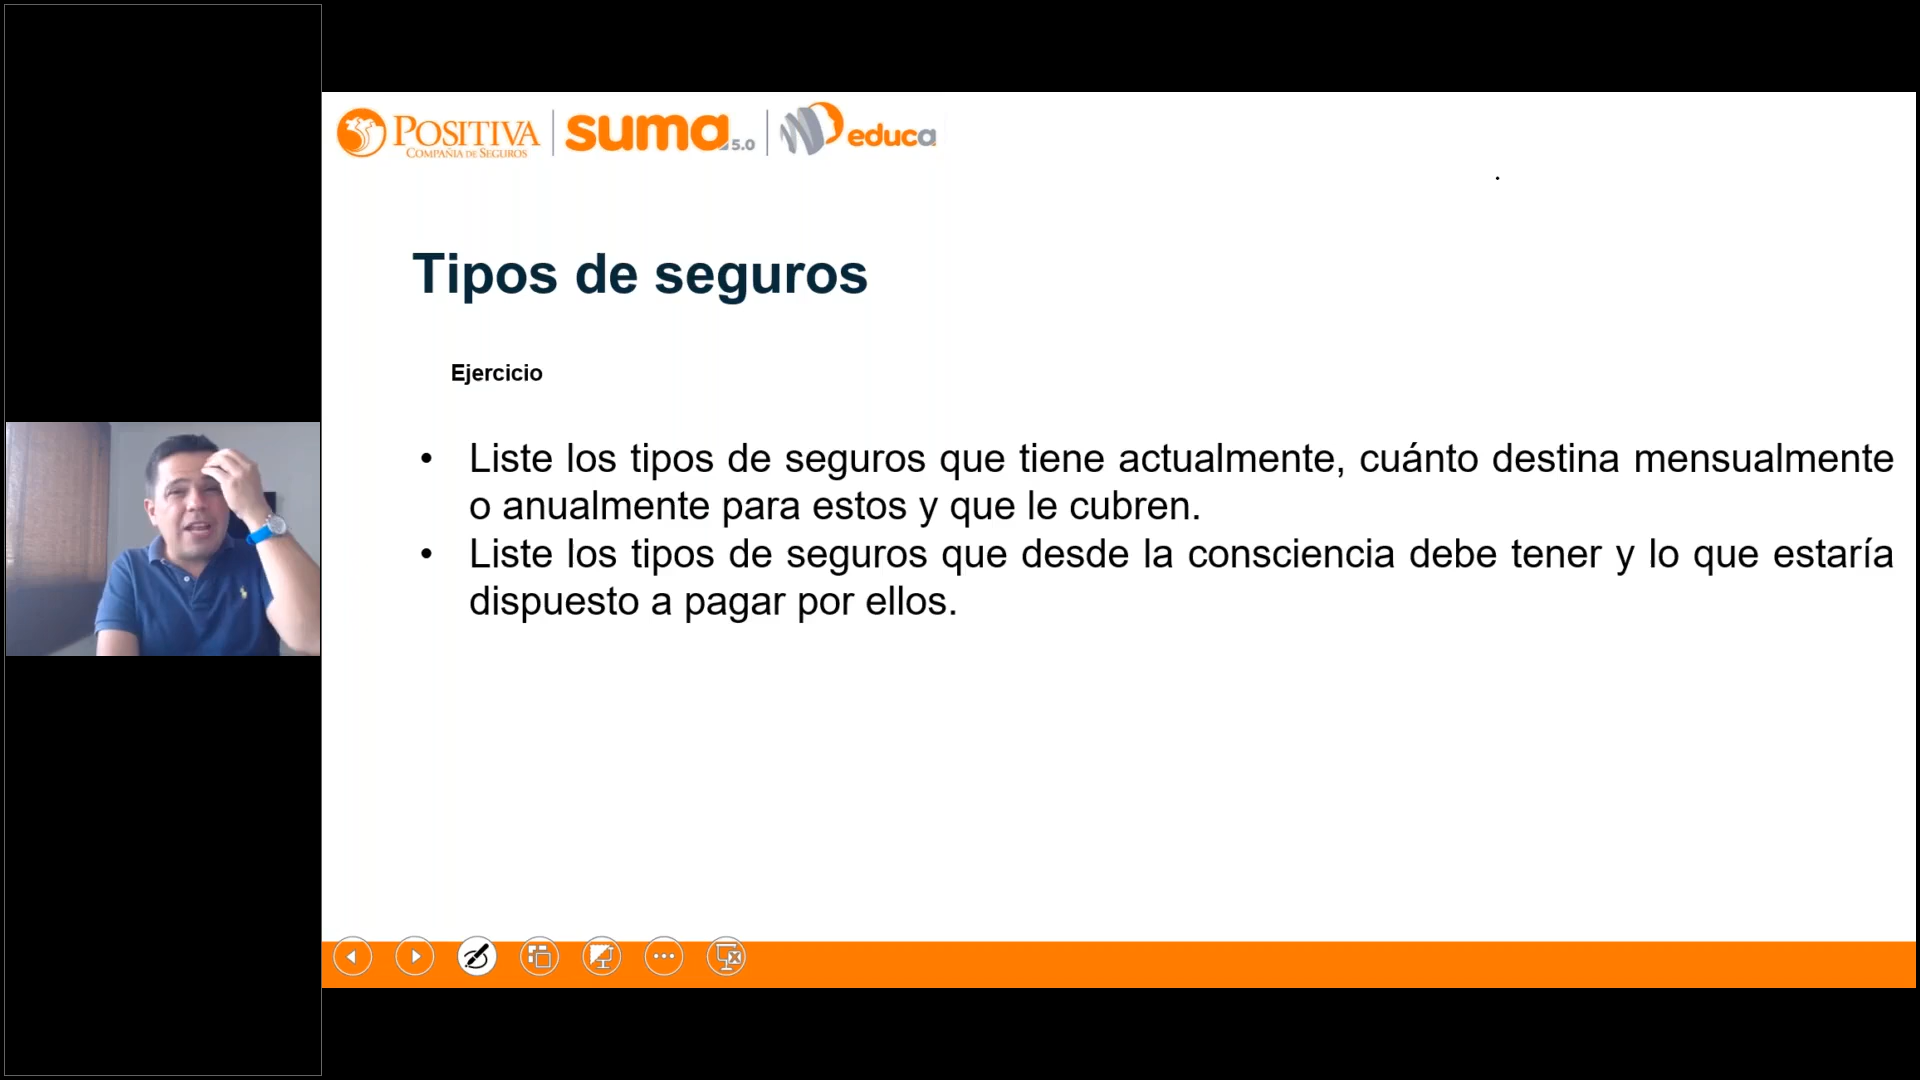 POSITIVA
COMPAÑIA DE SEGUROS
suma 5.0
educa
Tipos de seguros
Ejercicio
• Liste los tipos de seguros que tiene actualmente, cuánto destina mensualmente
o anualmente para estos y que le cubren.
• Liste los tipos de seguros que desde la consciencia debe tener y lo que estaría
dispuesto a pagar por ellos.